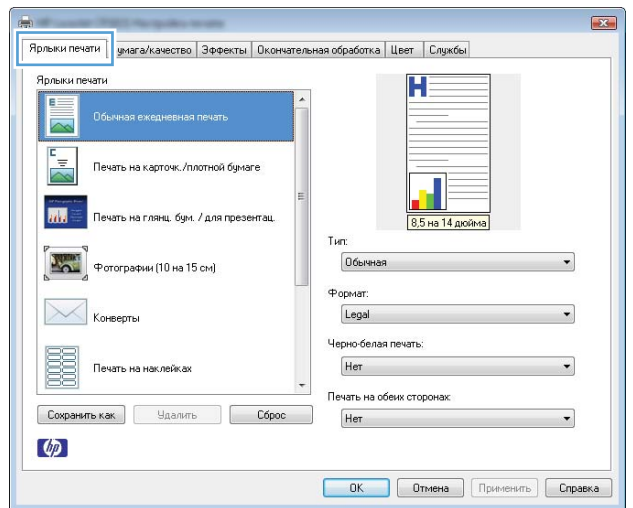 Ярлыки печати
умага/качество
Эффекты
Окончательная обработка
Цвет
Службы
Ярлыки печати
Обычная ежедневная печать
Печать на карточк./плотной бумаге
Печать на глянц. бум. / для презентац.
Фотографии (10 на 15 см)
Конверты
Печать на наклейках
Сохранить как
Удалить
Сброс
hp
H
8,5 на 14 дюйма
Тип:
Обычная
Формат:
Legal
Черно-белая печать:
Нет
Печать на обеих сторонах:
Нет
OK
Отмена
Применить
Справка